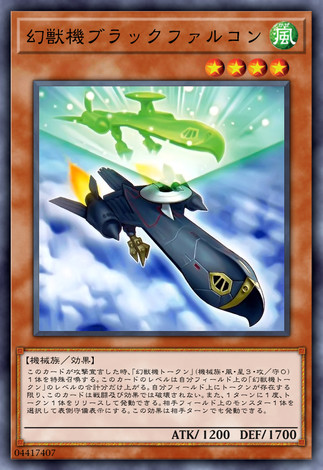 幻獣機ブラックファルコン 風
【機械族／効果】
このカードが攻撃宣言した時、「幻獣機トークン」(機械族・風・星３・攻／守０)
１体を特殊召喚する。このカードのレベルは自分フィールド上の「幻獣機トーク
ン」のレベルの合計分だけ上がる。自分フィールド上にトークンが存在する
限り、このカードは戦闘及び効果では破壊されない。また、１ターンに１度、ト
ークン１体をリリースして発動できる。相手フィールド上のモンスター１体を
選択して表側守備表示にする。この効果は相手ターンでも発動できる。
ATK/ 1200 DEF/1700
04417407